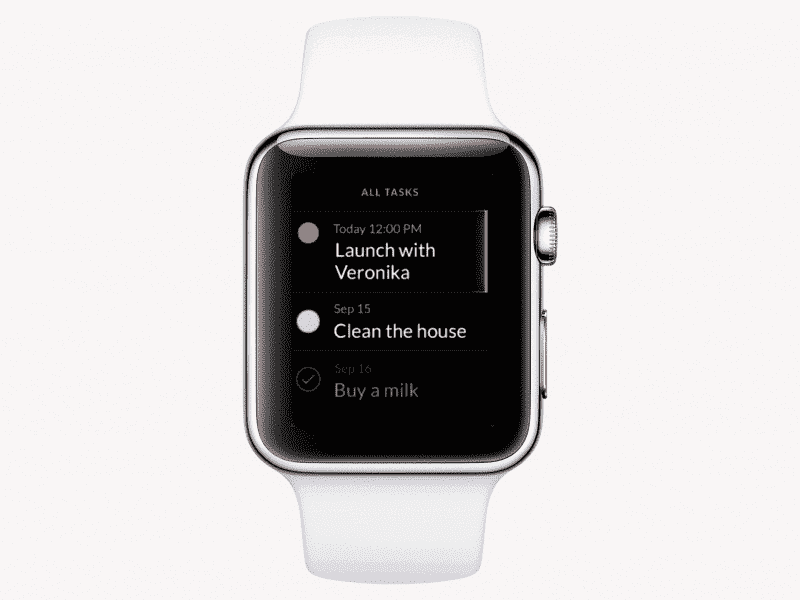 ALL TASKS
Today 12:00 PM
Launch with
Veronika
Sep 15
Clean the house
Sep 16
Buy a milk